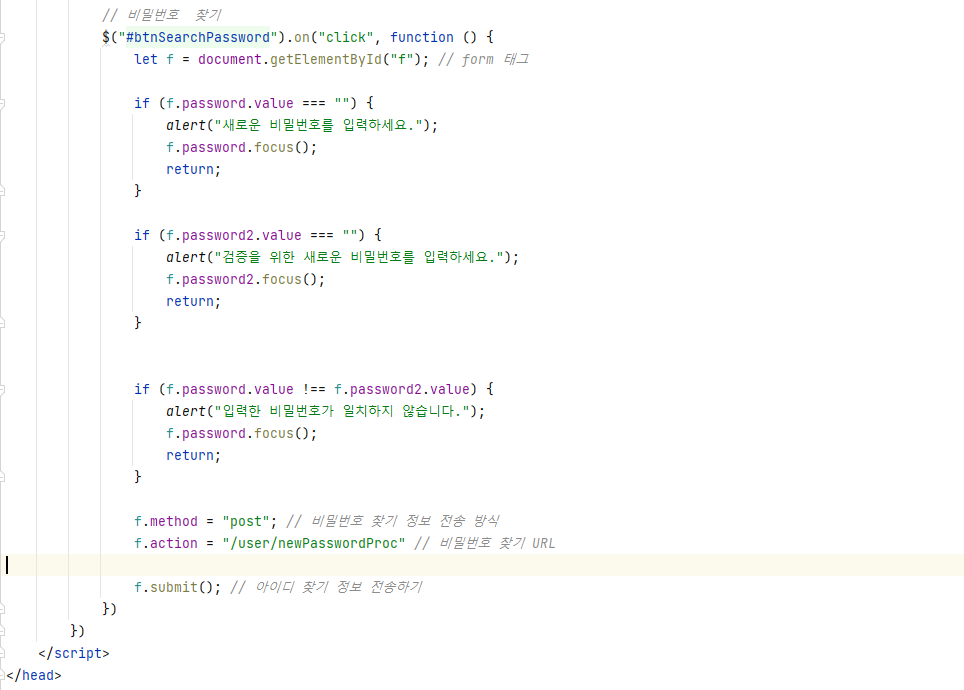 // 비밀번호  찾기
$("#btnSearchPassword").on("click", function () {
let f = document.getElementById("f"); // form 태그
if (f.password.value === "") {
alert("새로운 비밀번호를 입력하세요.");
f.password.focus();
return;
}
if (f.password2.value === "") {
alert("검증을 위한 새로운 비밀번호를 입력하세요.");
f.password2.focus();
return;
}
if (f.password.value !== f.password2.value) {
alert("입력한 비밀번호가 일치하지 않습니다.");
f.password.focus();
return;
}
f.method = "post"; // 비밀번호 찾기 정보 전송 방식
f.action = "/user/newPasswordProc" // 비밀번호 찾기 URL
f.submit(); // 아이디 찾기 정보 전송하기
})
})
</script>
</head>